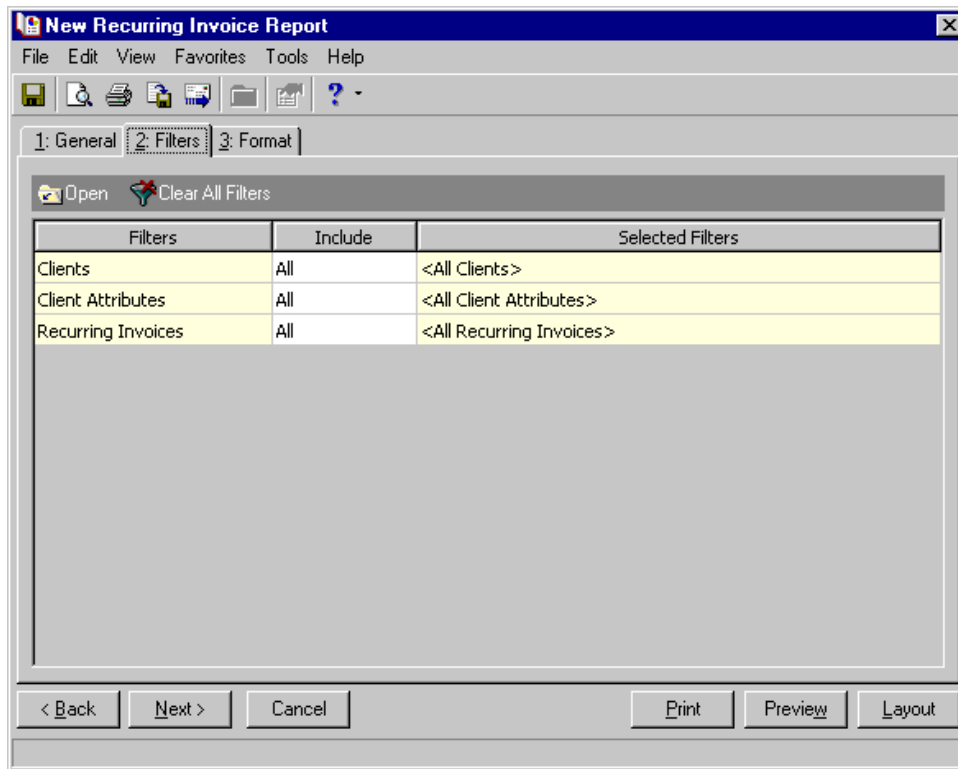 New Recurring Invoice Report
File Edit View Favorites Tools Help
?
1: General 2: Filters 3: Format
Open Clear All Filters
Filters Include Selected Filters
Clients All <All Clients>
Client Attributes All <All Client Attributes>
Recurring Invoices All <All Recurring Invoices>
< Back Next > Cancel Print Preview Layout